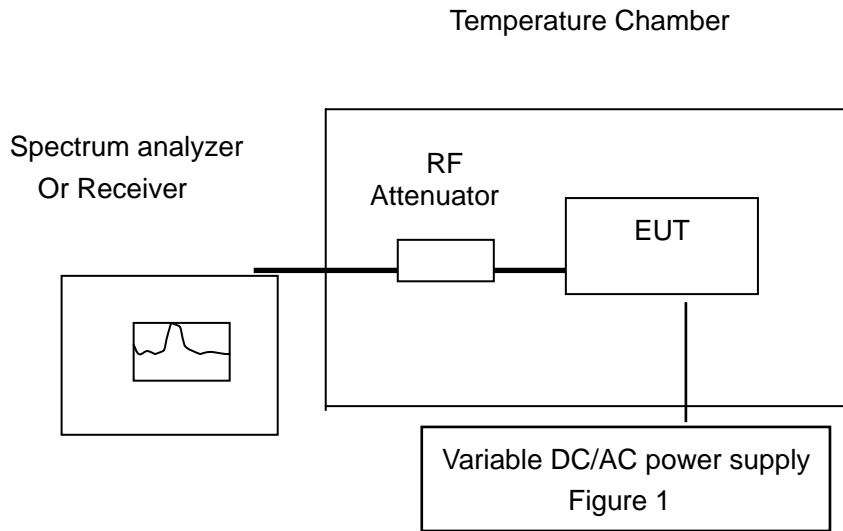 Temperature Chamber
Spectrum analyzer
Or Receiver
RF
Attenuator
EUT
Variable DC/AC power supply
Figure 1